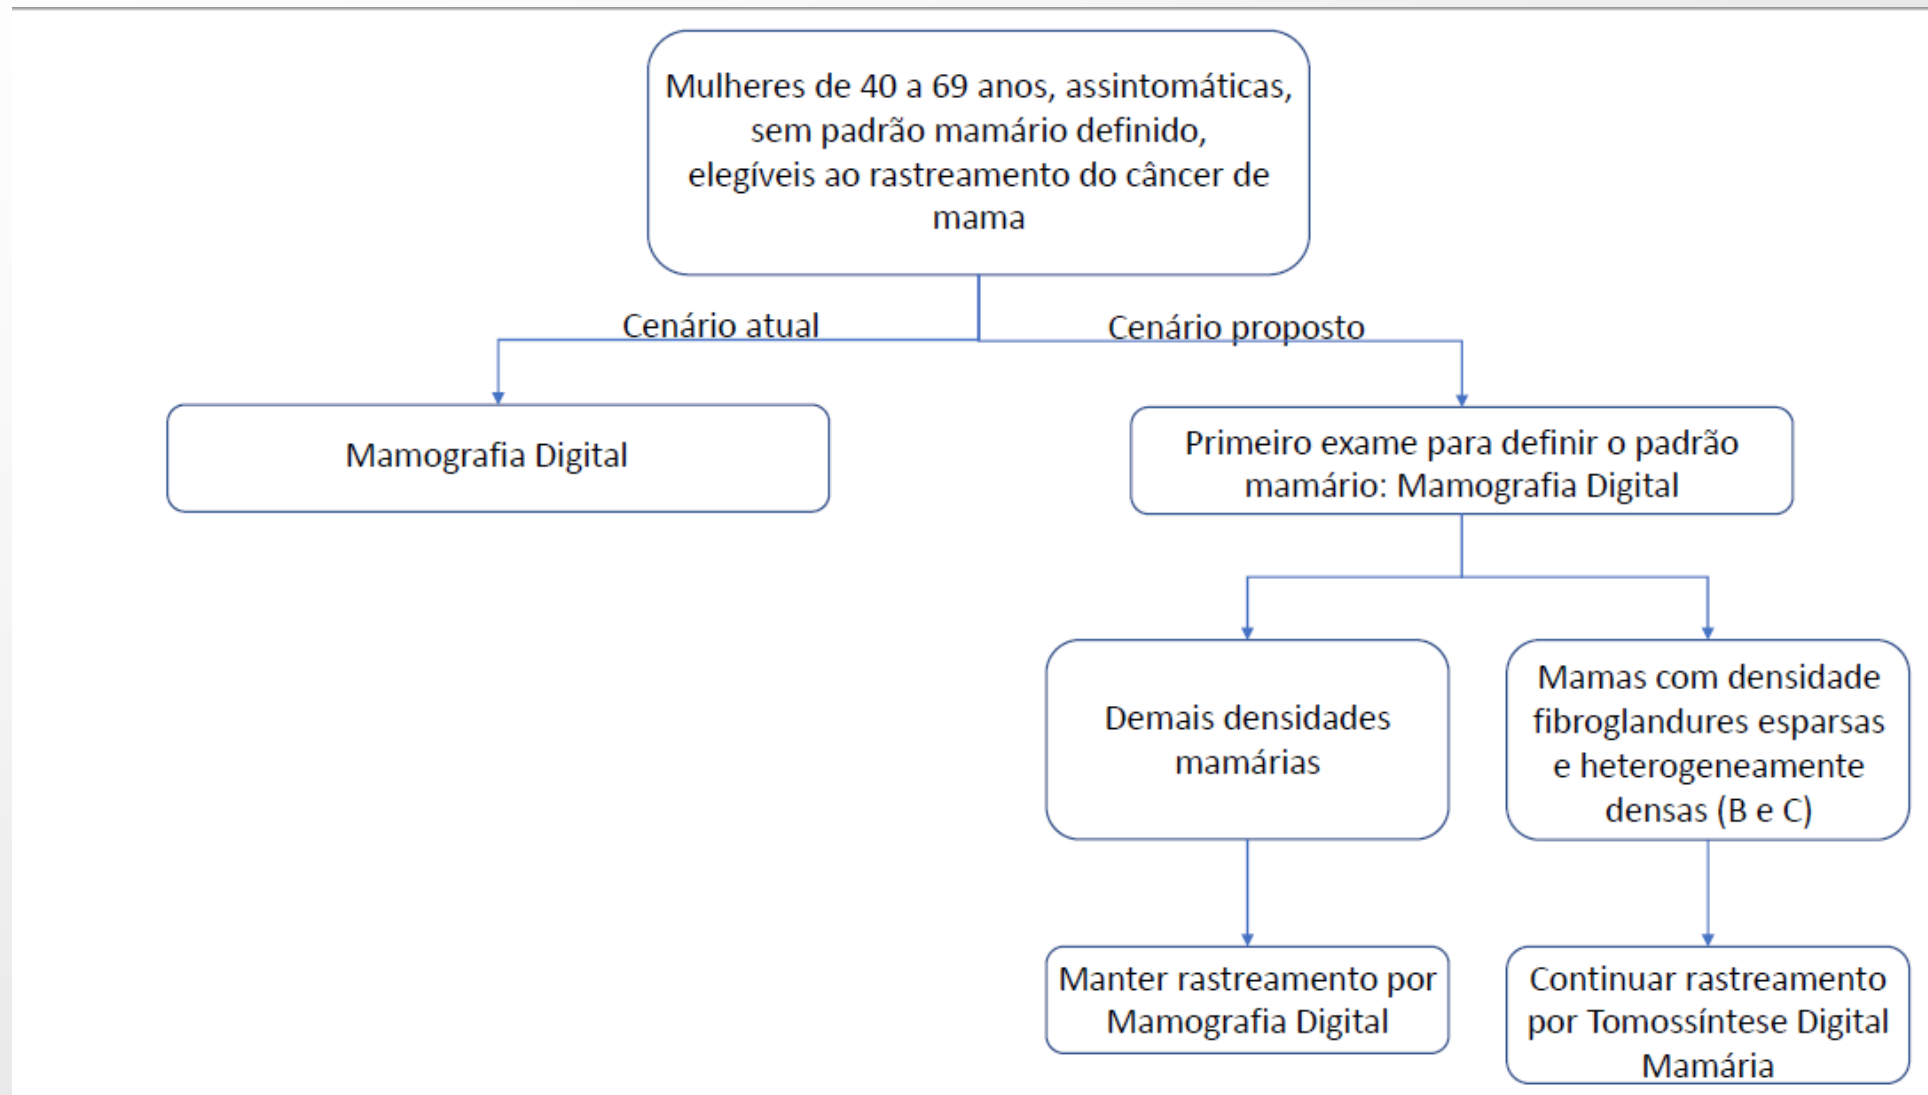 Mulheres de 40 a 69 anos, assintomáticas,
sem padrão mamário definido,
elegíveis ao rastreamento do câncer de
mama
Cenário atual
Cenário proposto
Mamografia Digital
Primeiro exame para definir o padrão
mamário: Mamografia Digital
Demais densidades
mamárias
Mamas com densidade
fibroglandures esparsas
e heterogeneamente
densas (B e C)
Manter rastreamento por
Mamografia Digital
Continuar rastreamento
por Tomossíntese Digital
Mamária